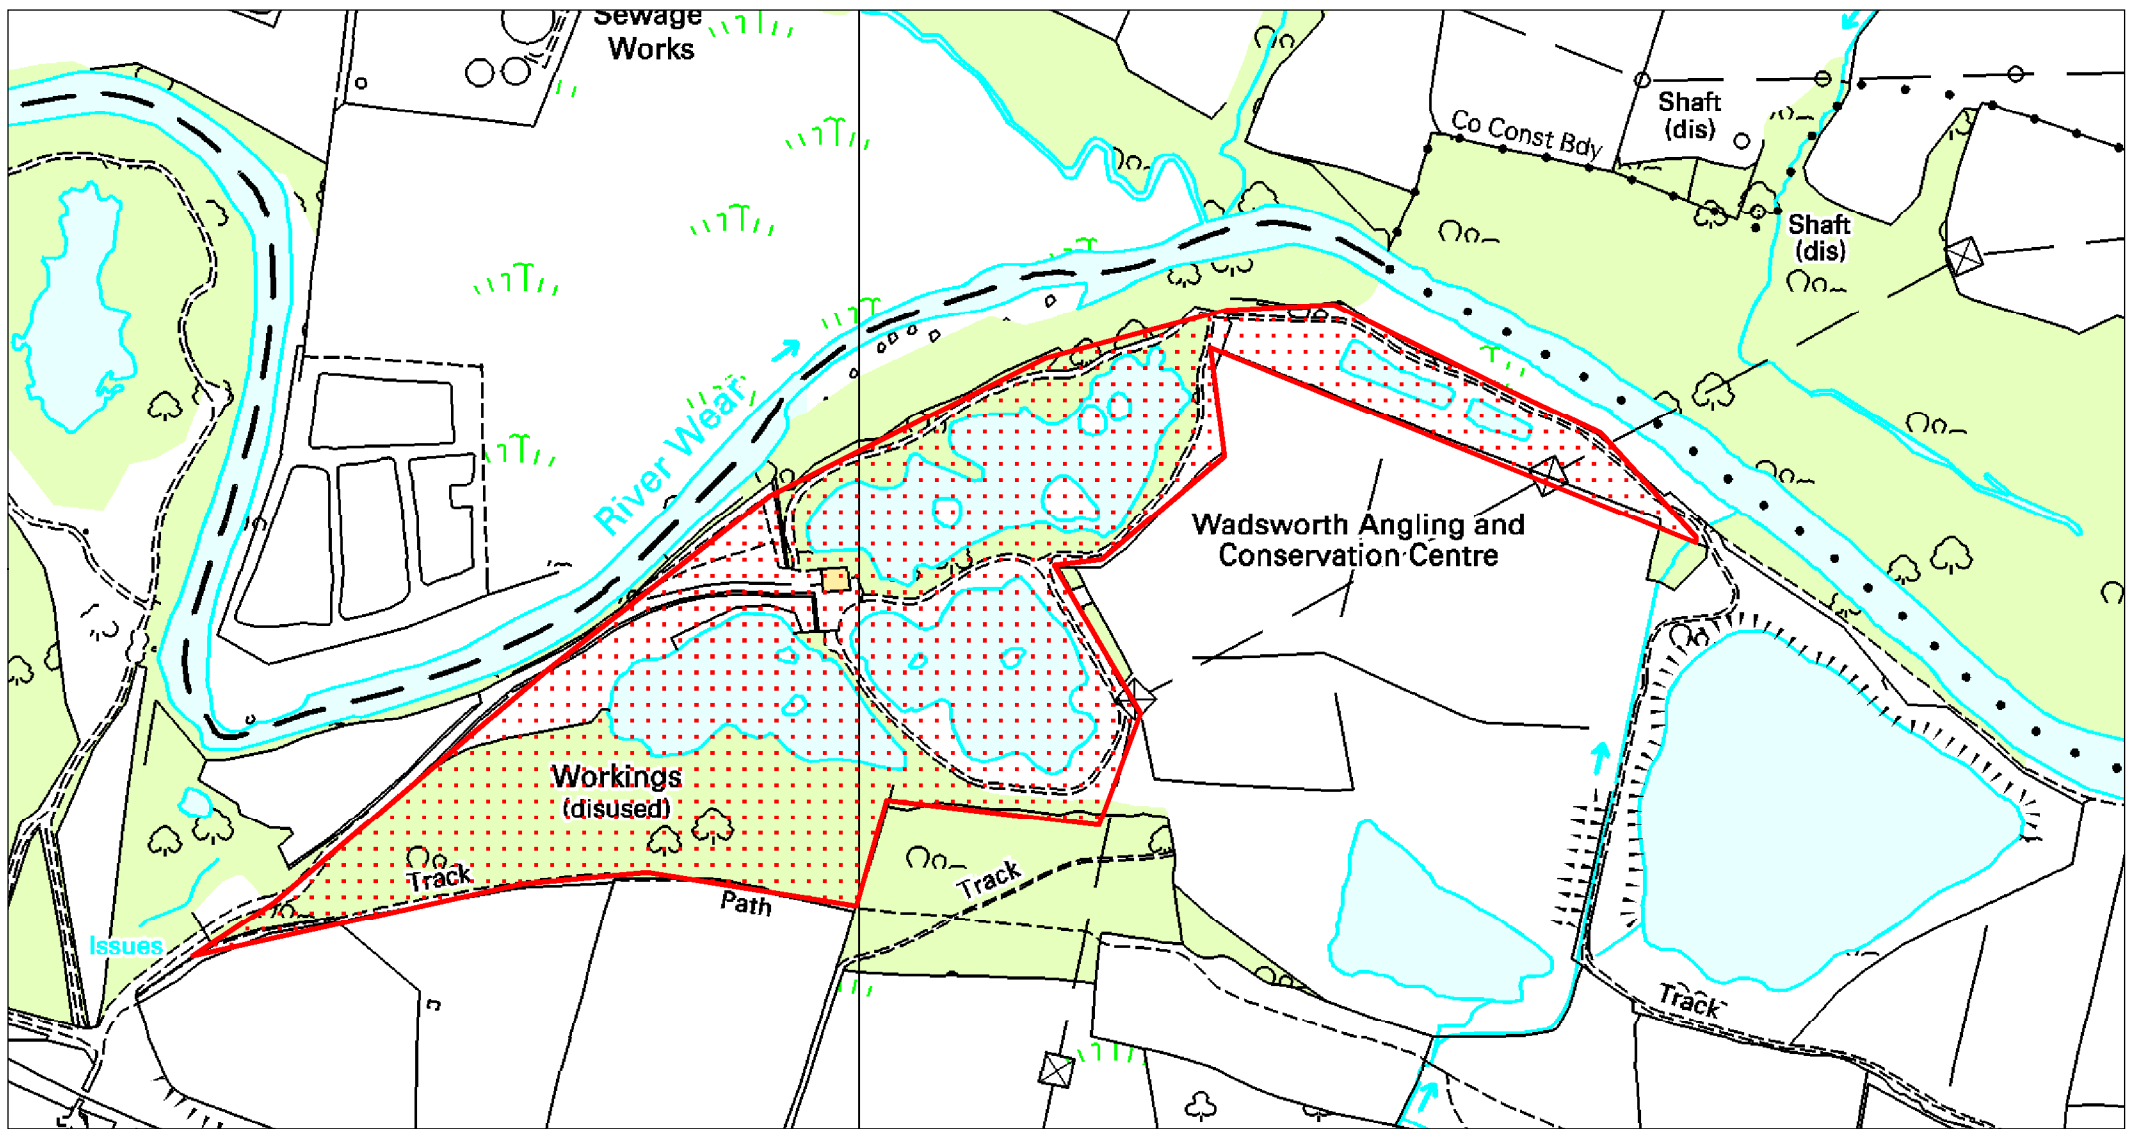 Sewage
Works
Shaft
(dis)
Co Const Bdy
Shaft
(dis)
River Wear
Wadsworth Angling and
Conservation Centre
Workings
(disused)
Track
Track
Path
Issues
Track